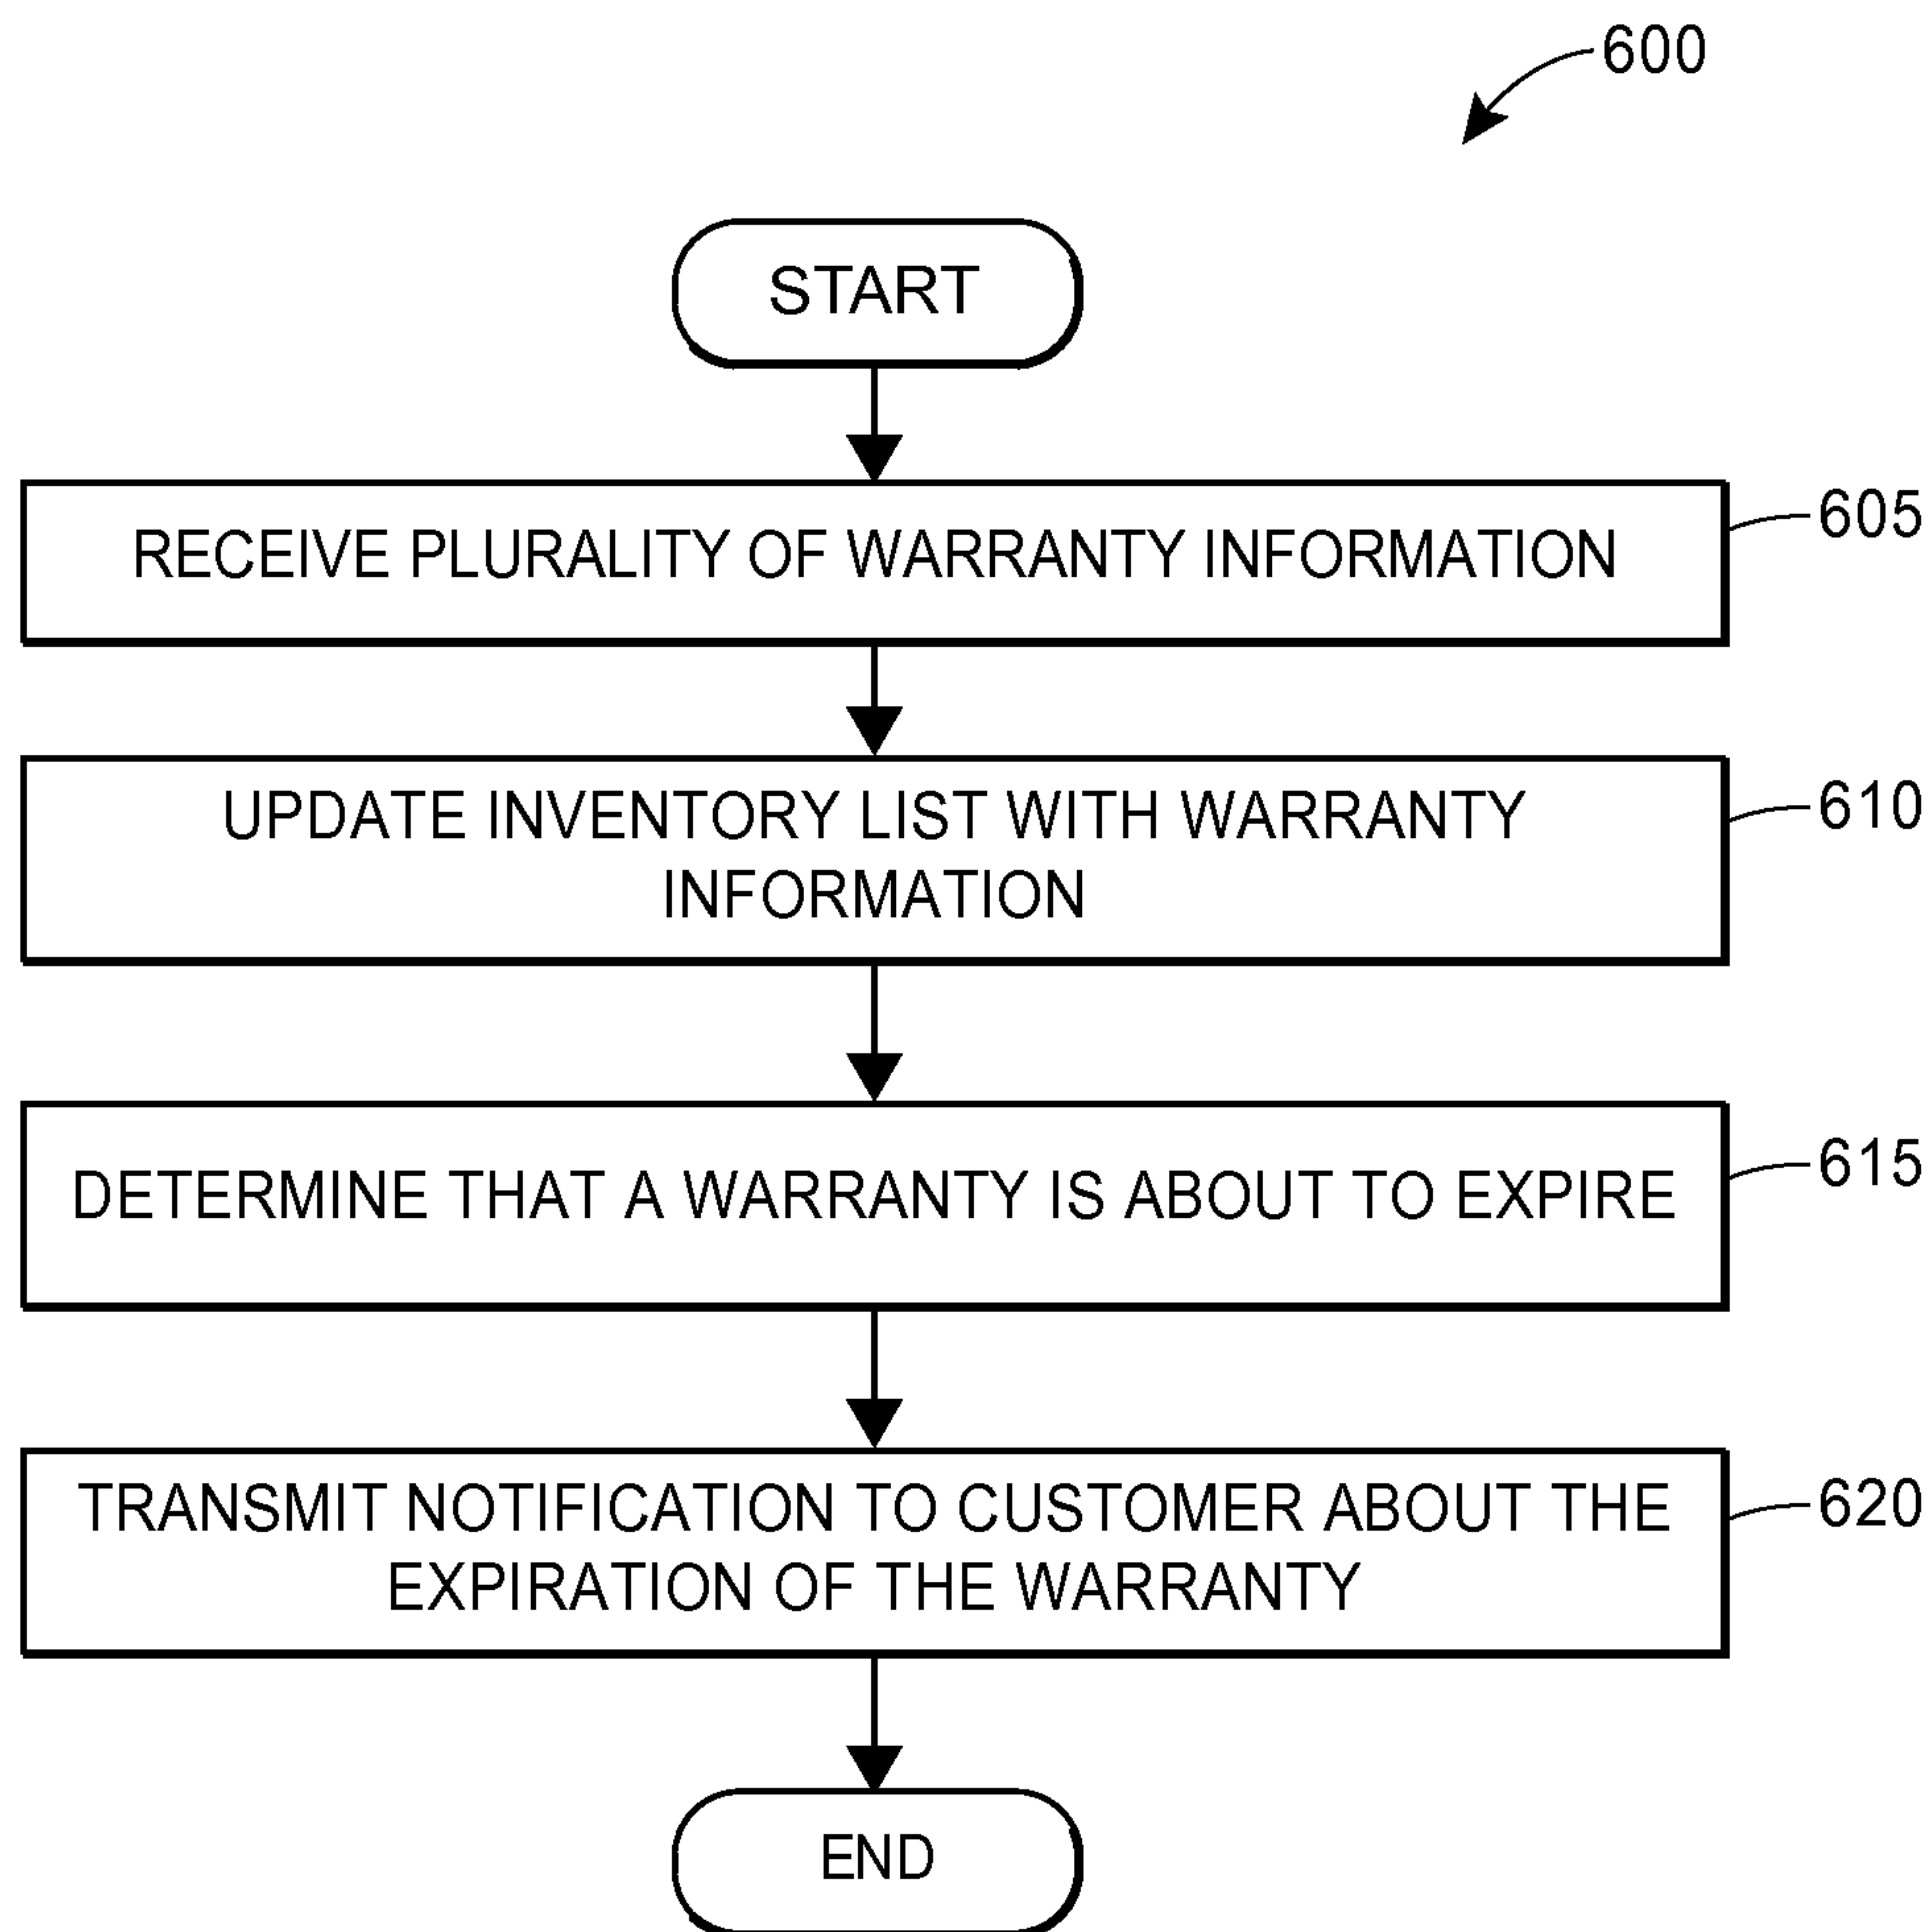 600
START
RECEIVE PLURALITY OF WARRANTY INFORMATION
605
UPDATE INVENTORY LIST WITH WARRANTY
INFORMATION
610
DETERMINE THAT A WARRANTY IS ABOUT TO EXPIRE
615
TRANSMIT NOTIFICATION TO CUSTOMER ABOUT THE
EXPIRATION OF THE WARRANTY
620
END